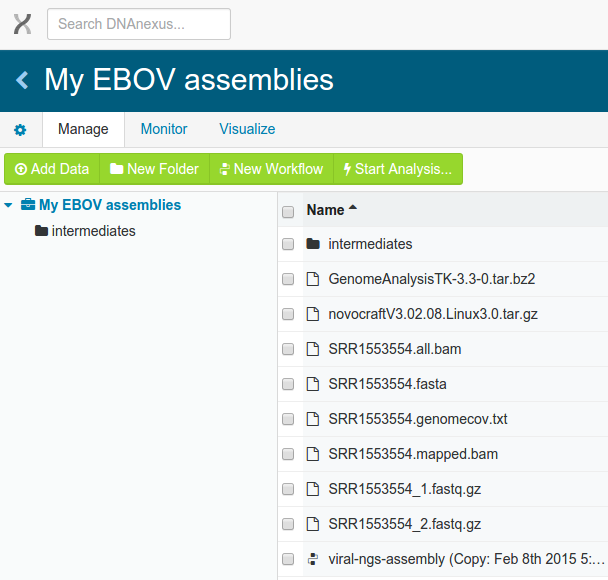 Search DNAnexus...
My EBOV assemblies
Manage Monitor Visualize
Add Data New Folder New Workflow Start Analysis...
My EBOV assemblies
intermediates
Name
intermediates
GenomeAnalysisTK-3.3-0.tar.bz2
novocraftV3.02.08.Linux3.0.tar.gz
SRR1553554.all.bam
SRR1553554.fasta
SRR1553554.genomecov.txt
SRR1553554.mapped.bam
SRR1553554_1.fastq.gz
SRR1553554_2.fastq.gz
viral-ngs-assembly (Copy: Feb 8th 2015 5:...